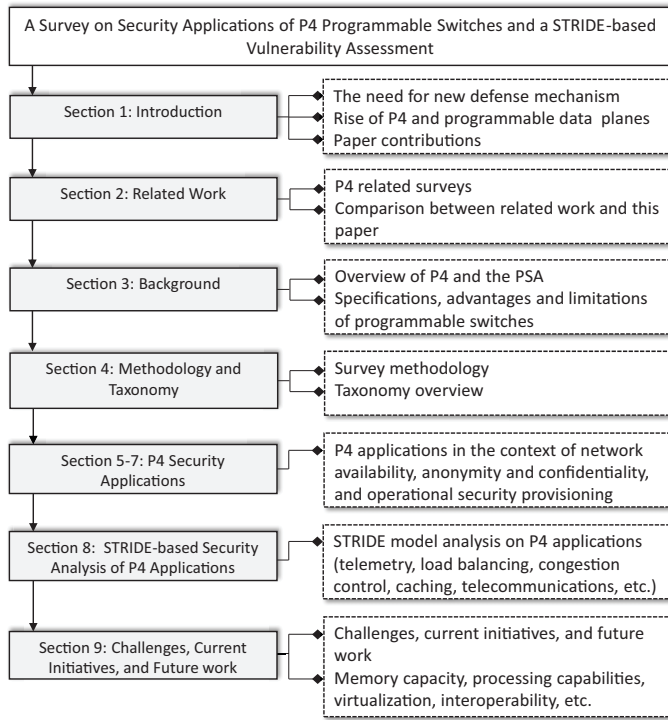 A Survey on Security Applications of P4 Programmable Switches and a STRIDE-based
Vulnerability Assessment
Section 1: Introduction
The need for new defense mechanism
Rise of P4 and programmable data planes
Paper contributions
Section 2: Related Work
P4 related surveys
Comparison between related work and this
paper
Section 3: Background
Overview of P4 and the PSA
Specifications, advantages and limitations
of programmable switches
Section 4: Methodology and
Taxonomy
Survey methodology
Taxonomy overview
Section 5-7: P4 Security
Applications
P4 applications in the context of network
availability, anonymity and confidentiality,
and operational security provisioning
Section 8: STRIDE-based Security
Analysis of P4 Applications
STRIDE model analysis on P4 applications
(telemetry, load balancing, congestion
control, caching, telecommunications, etc.)
Section 9: Challenges, Current
Initiatives, and Future work
Challenges, current initiatives, and future
work
Memory capacity, processing capabilities,
virtualization, interoperability, etc.